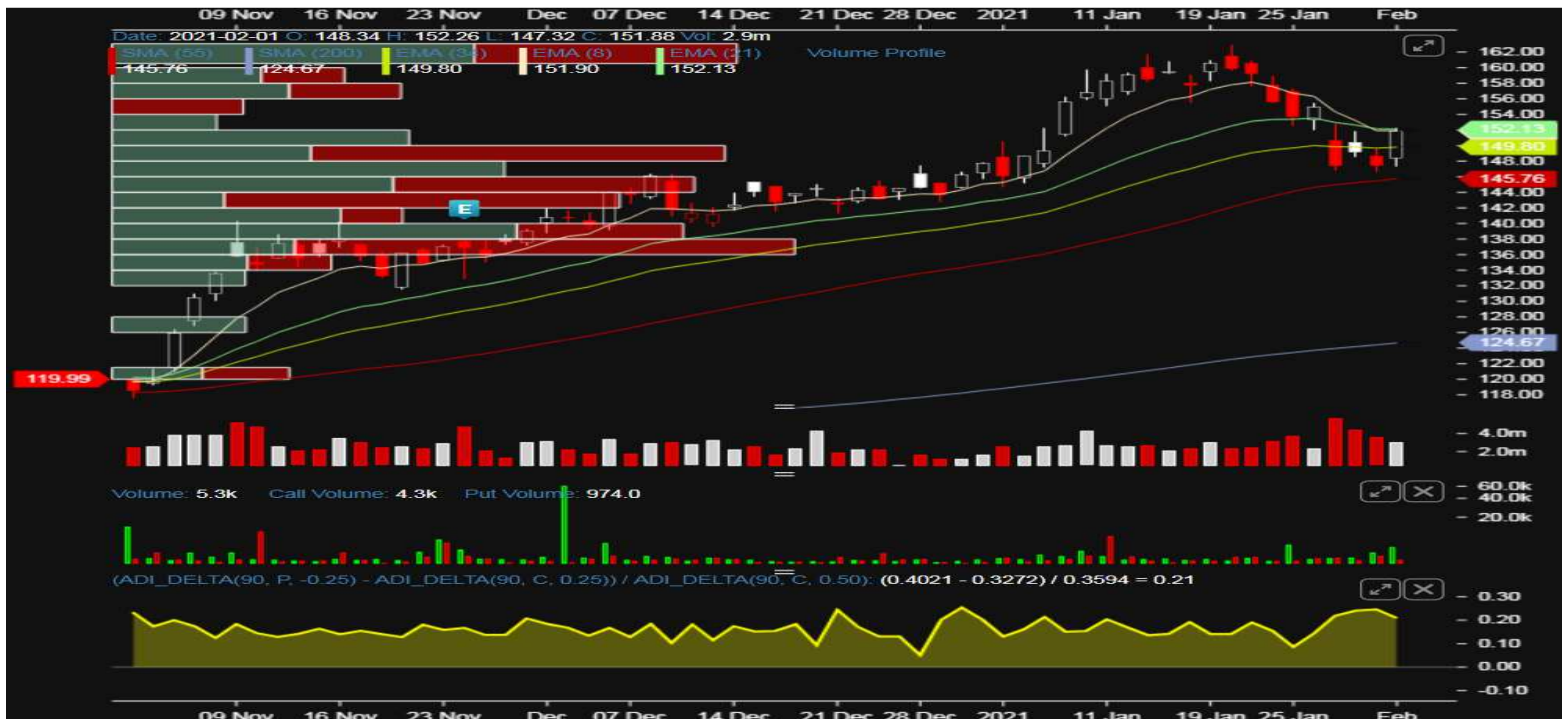 09 Nov 16 Nov 23 Nov Dec 07 Dec 14 Dec 21 Dec 28 Dec 2021 11 Jan 19 Jan 25 Jan Feb
Date: 2021-02-01 O: 148.34 H: 152.26 L: 147.32 C: 151.88 Vol: 2.9m
SMA (55) SMA (200) EMA (34) EMA (8) EMA (21) Volume Profile
145.76 124.67 149.80 151.90 152.13
162.00
160.00
158.00
156.00
154.00
152.13
149.80
148.00
145.76
144.00
142.00
E
140.00
138.00
136.00
134.00
132.00
130.00
128.00
126.00
124.67
122.00
119.99
120.00
118.00
4.0m
2.0m
Volume: 5.3k Call Volume: 4.3k Put Volume: 974.0
60.0k
40.0k
20.0k
(ADI_DELTA(90, P, -0.25) - ADI_DELTA(90, C, 0.25)) / ADI_DELTA(90, C, 0.50): (0.4021 - 0.3272) / 0.3594 = 0.21
0.30
0.20
0.10
0.00
-0.10
09 Nov 16 Nov 23 Nov Dec 07 Dec 14 Dec 21 Dec 28 Dec 2021 11 Jan 19 Jan 25 Jan Feb